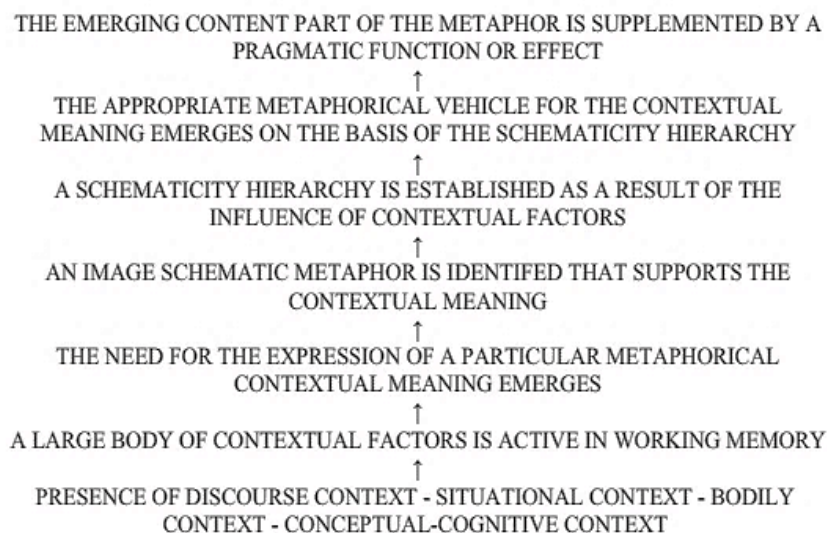 THE EMERGING CONTENT PART OF THE METAPHOR IS SUPPLEMENTED BY A
PRAGMATIC FUNCTION OR EFFECT
↑
THE APPROPRIATE METAPHORICAL VEHICLE FOR THE CONTEXTUAL
MEANING EMERGES ON THE BASIS OF THE SCHEMATICITY HIERARCHY
↑
A SCHEMATICITY HIERARCHY IS ESTABLISHED AS A RESULT OF THE
INFLUENCE OF CONTEXTUAL FACTORS
↑
AN IMAGE SCHEMATIC METAPHOR IS IDENTIFED THAT SUPPORTS THE
CONTEXTUAL MEANING
↑
THE NEED FOR THE EXPRESSION OF A PARTICULAR METAPHORICAL
CONTEXTUAL MEANING EMERGES
↑
A LARGE BODY OF CONTEXTUAL FACTORS IS ACTIVE IN WORKING MEMORY
↑
PRESENCE OF DISCOURSE CONTEXT - SITUATIONAL CONTEXT - BODILY
CONTEXT - CONCEPTUAL-COGNITIVE CONTEXT